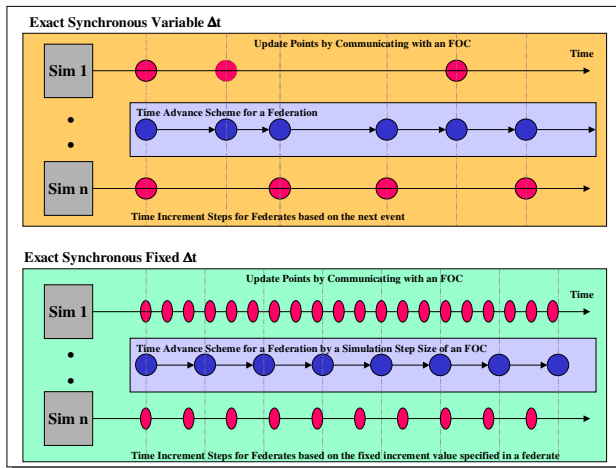 Exact Synchronous Variable Δt
Update Points by Communicating with an FOC
Time
Sim 1
Time Advance Scheme for a Federation
Sim n
Time Increment Steps for Federates based on the next event
Exact Synchronous Fixed Δt
Update Points by Communicating with an FOC
Time
Sim 1
Time Advance Scheme for a Federation by a Simulation Step Size of an FOC
Sim n
Time Increment Steps for Federates based on the fixed increment value specified in a federate